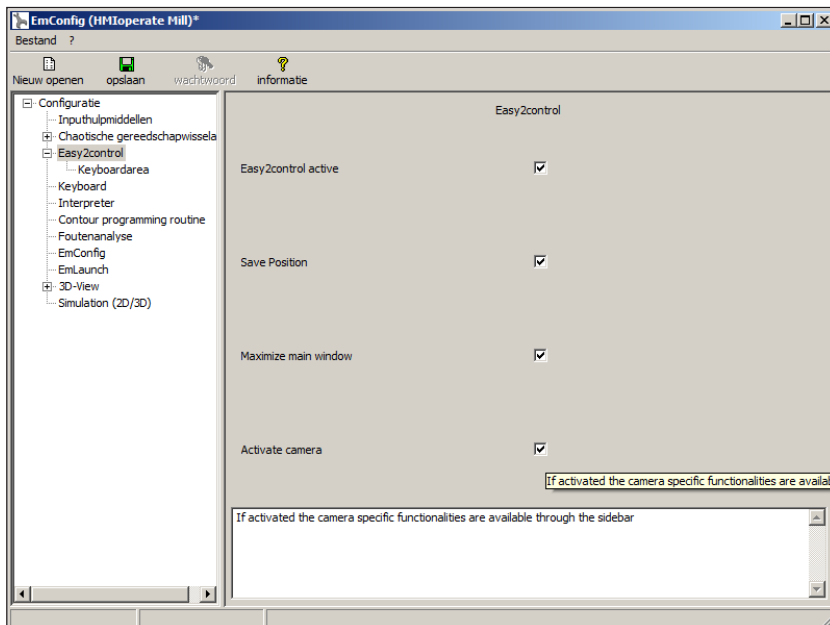 EmConfig (HMIoperate Mill)*
Bestand ?
Nieuw openen opslaan wachtwoord informatie
Configuratie
Inputhulpmiddelen
Chaotische gereedschapwissela
Easy2control
Keyboardarea
Keyboard
Interpreter
Contour programming routine
Foutenanalyse
EmConfig
EmLaunch
3D-View
Simulation (2D/3D)
Easy2control
Easy2control active
Save Position
Maximize main window
Activate camera
If activated the camera specific functionalities are availab
If activated the camera specific functionalities are available through the sidebar